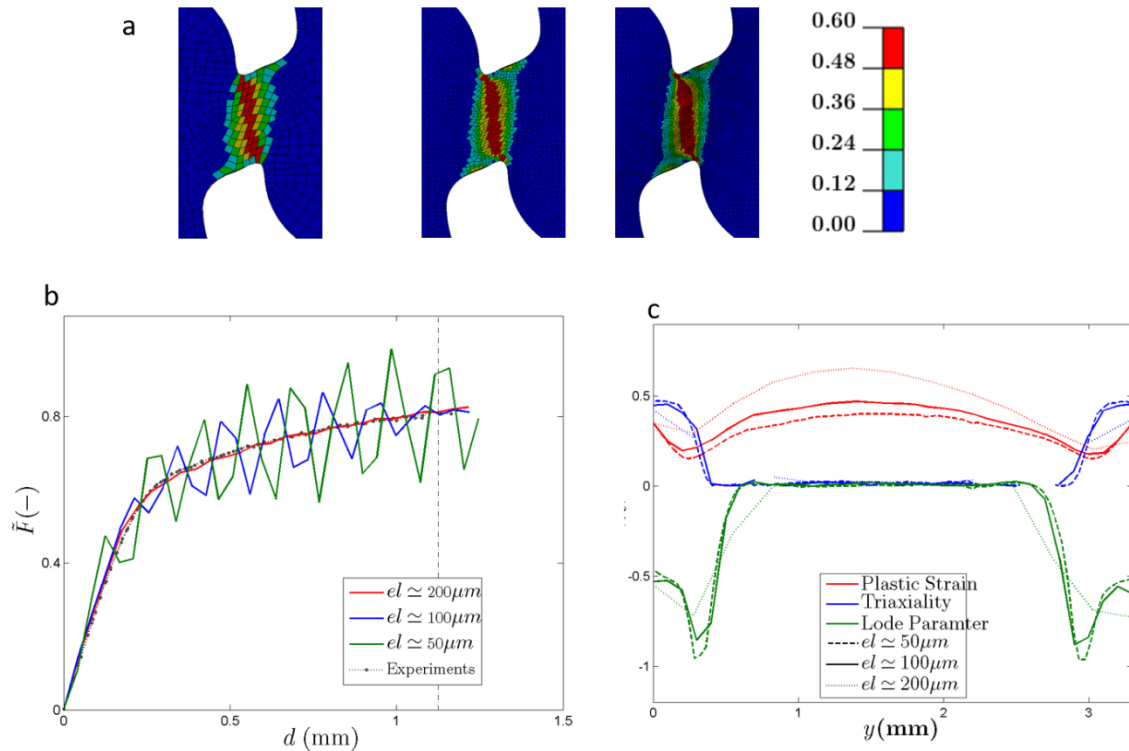 a
0.60
0.48
0.36
0.24
0.12
0.00
b
F̃(−)
0.8
0.4
0
0
0.5
1
1.5
d (mm)
el ≃ 200μm
el ≃ 100μm
el ≃ 50μm
Experiments
c
0.5
0
-0.5
-1
0
1
2
3
y(mm)
Plastic Strain
Triaxiality
Lode Paramter
el ≃ 50μm
el ≃ 100μm
el ≃ 200μm